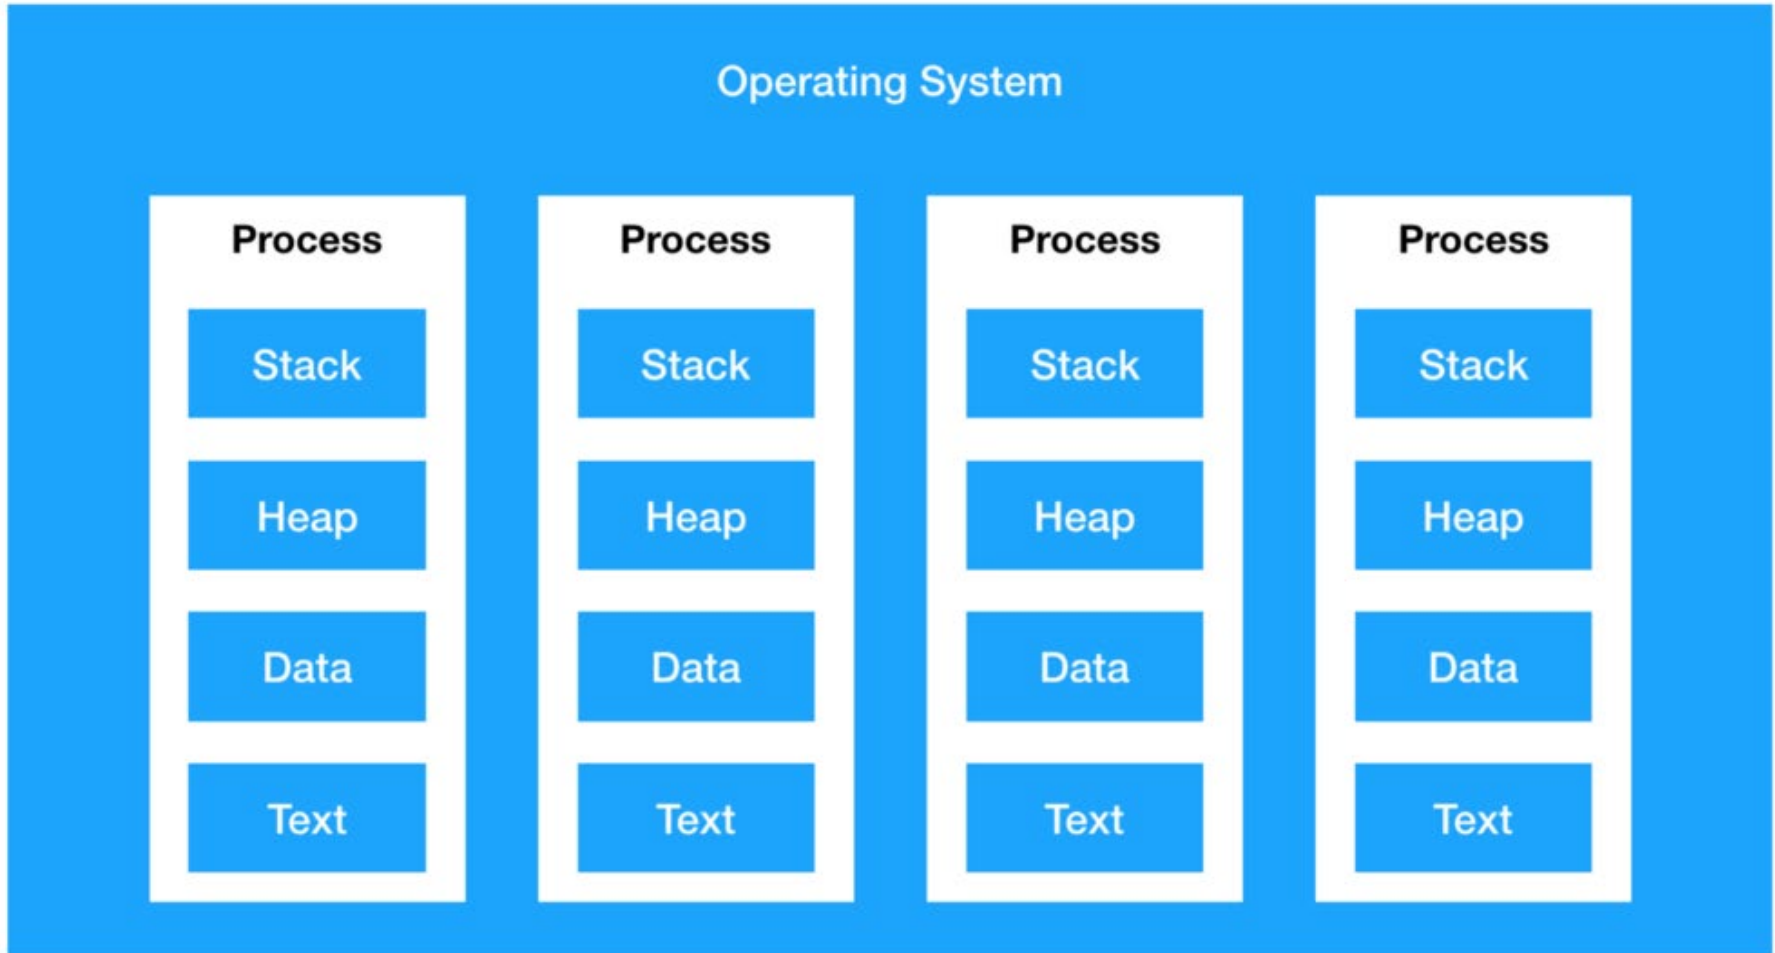 Operating System
Process Process Process Process
Stack Stack Stack Stack
Heap Heap Heap Heap
Data Data Data Data
Text Text Text Text